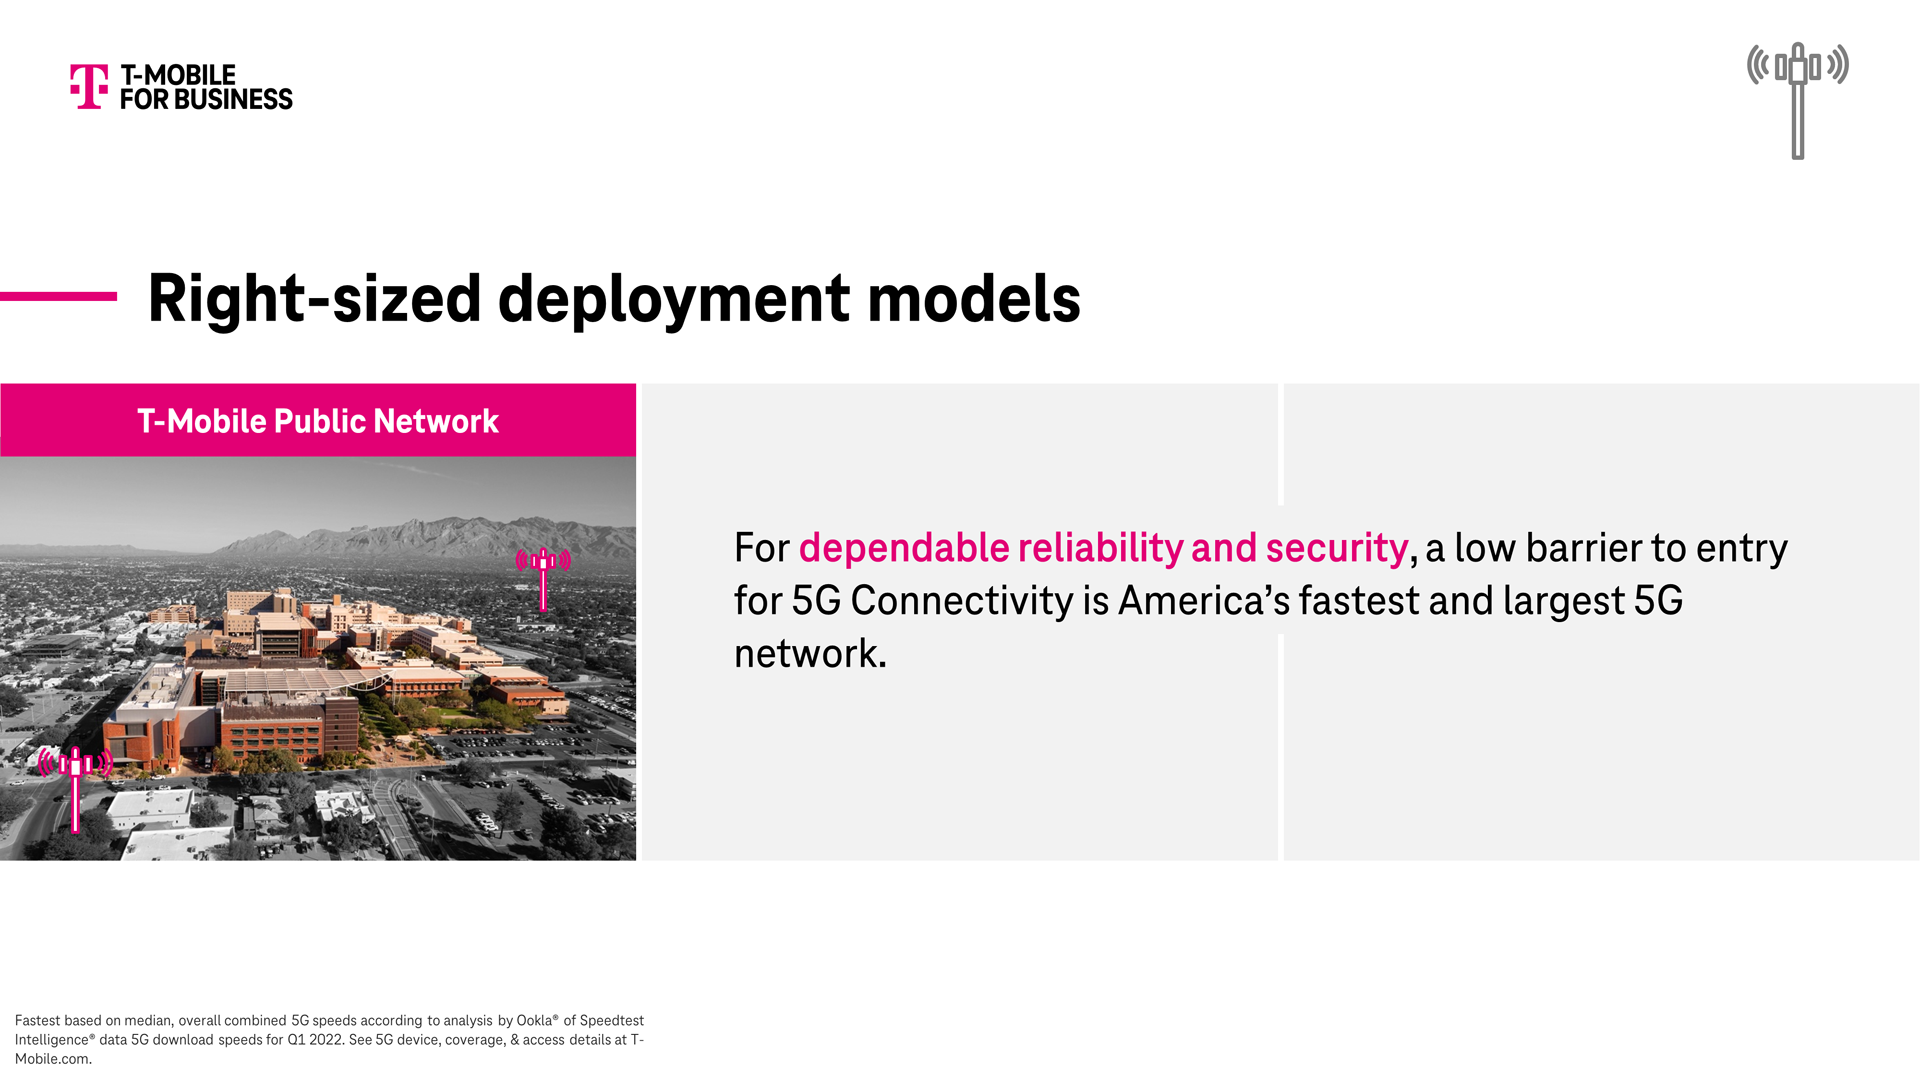 T-MOBILE
FOR BUSINESS
Right-sized deployment models
T-Mobile Public Network
For dependable reliability and security, a low barrier to entry
for 5G Connectivity is America’s fastest and largest 5G
network.
Fastest based on median, overall combined 5G speeds according to analysis by Ookla® of Speedtest
Intelligence® data 5G download speeds for Q1 2022. See 5G device, coverage, & access details at T-
Mobile.com.